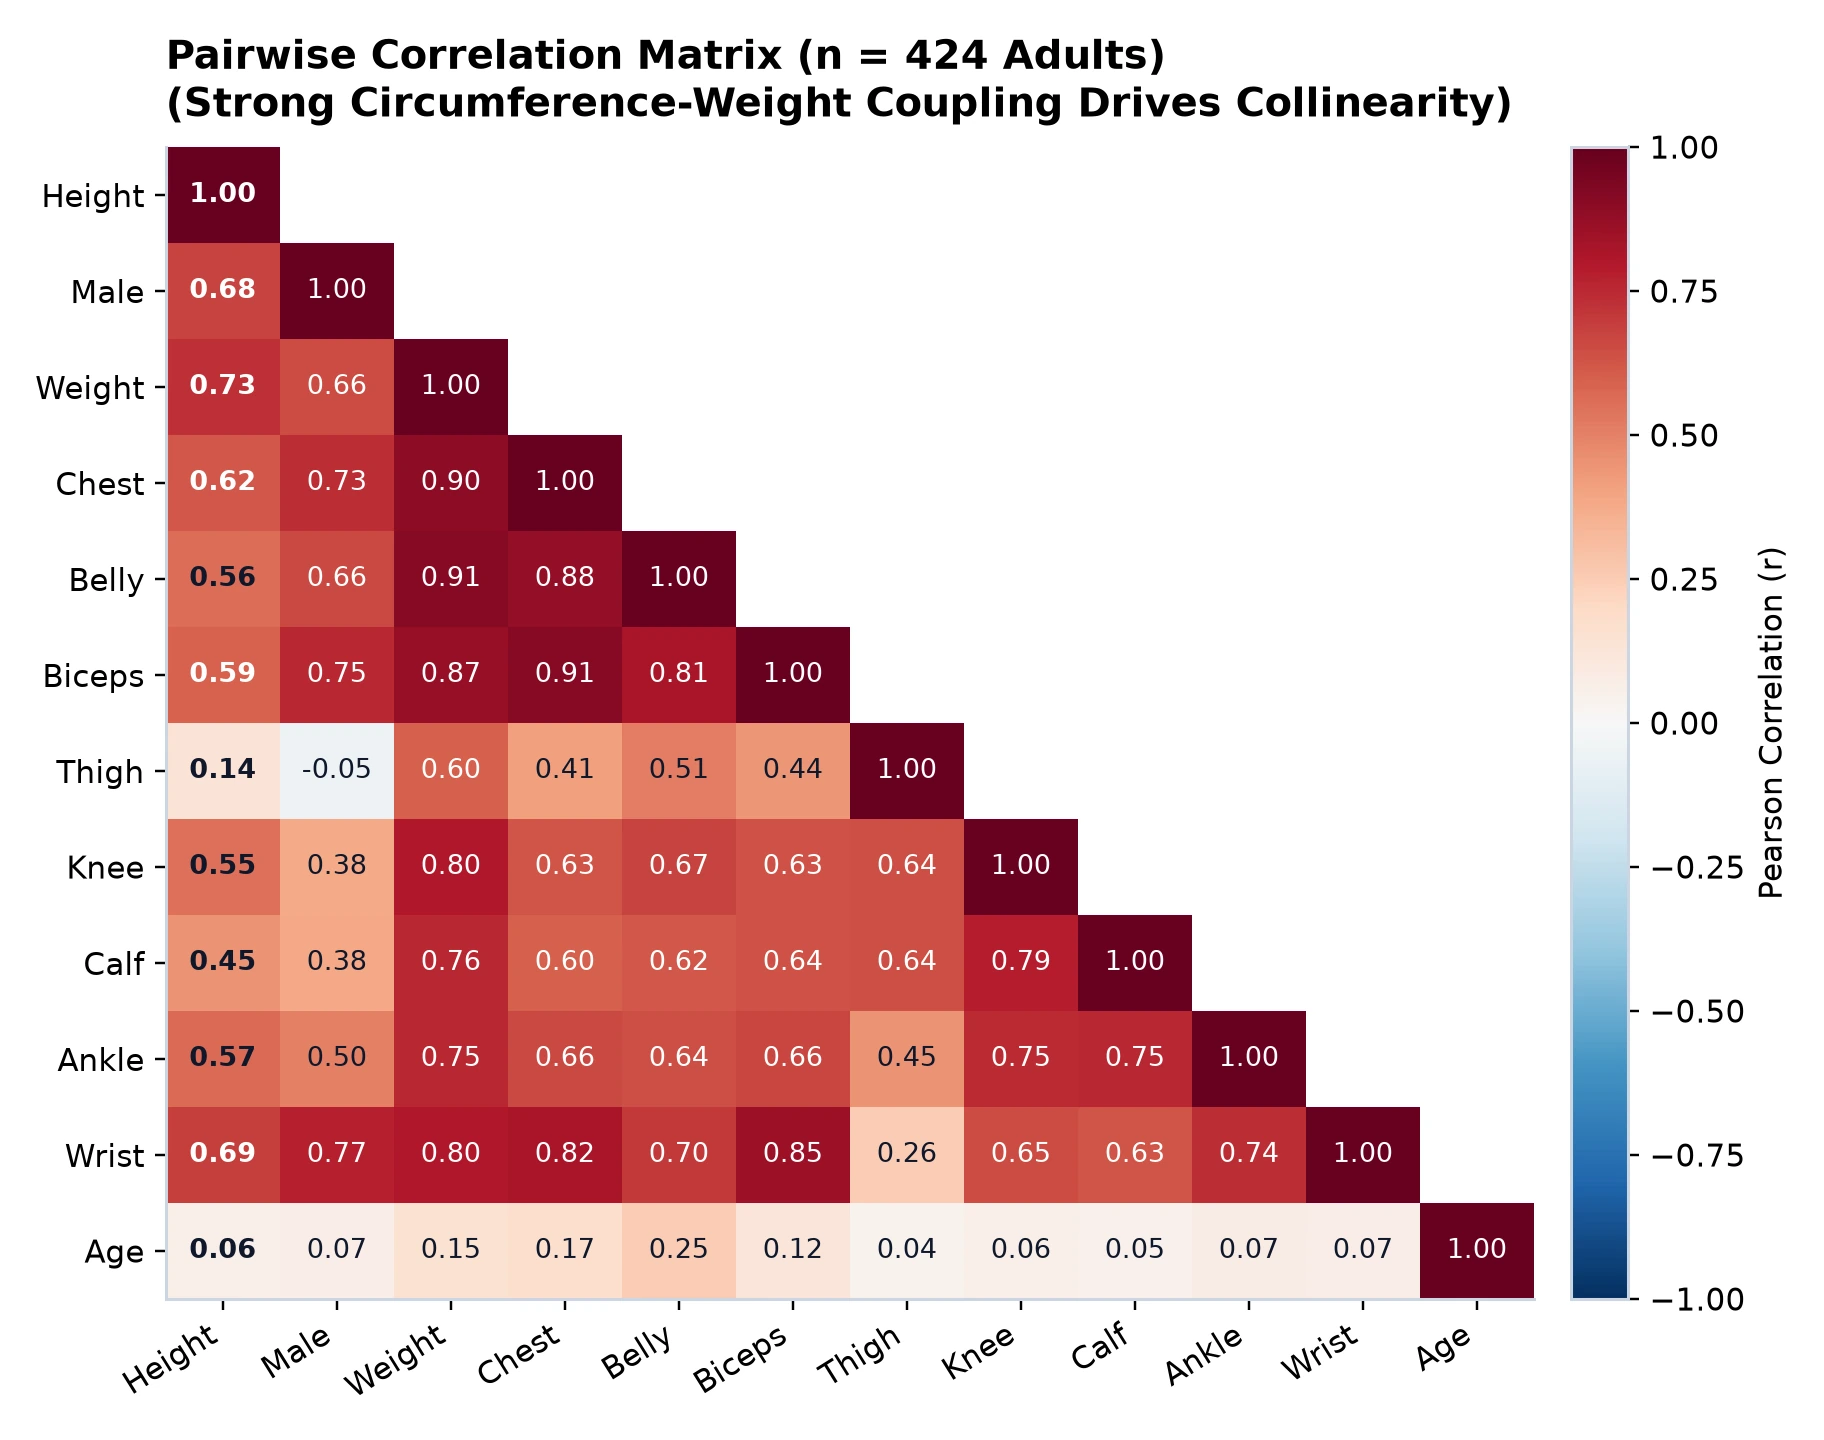 Pairwise Correlation Matrix (n = 424 Adults)
(Strong Circumference-Weight Coupling Drives Collinearity)
Height 1.00
Male 0.68 1.00
Weight 0.73 0.66 1.00
Chest 0.62 0.73 0.90 1.00
Belly 0.56 0.66 0.91 0.88 1.00
Biceps 0.59 0.75 0.87 0.91 0.81 1.00
Thigh 0.14 -0.05 0.60 0.41 0.51 0.44 1.00
Knee 0.55 0.38 0.80 0.63 0.67 0.63 0.64 1.00
Calf 0.45 0.38 0.76 0.60 0.62 0.64 0.64 0.79 1.00
Ankle 0.57 0.50 0.75 0.66 0.64 0.66 0.45 0.75 0.75 1.00
Wrist 0.69 0.77 0.80 0.82 0.70 0.85 0.26 0.65 0.63 0.74 1.00
Age 0.06 0.07 0.15 0.17 0.25 0.12 0.04 0.06 0.05 0.07 0.07 1.00
Height Male Weight Chest Belly Biceps Thigh Knee Calf Ankle Wrist Age
1.00
0.75
0.50
0.25
0.00
−0.25
−0.50
−0.75
−1.00
Pearson Correlation (r)